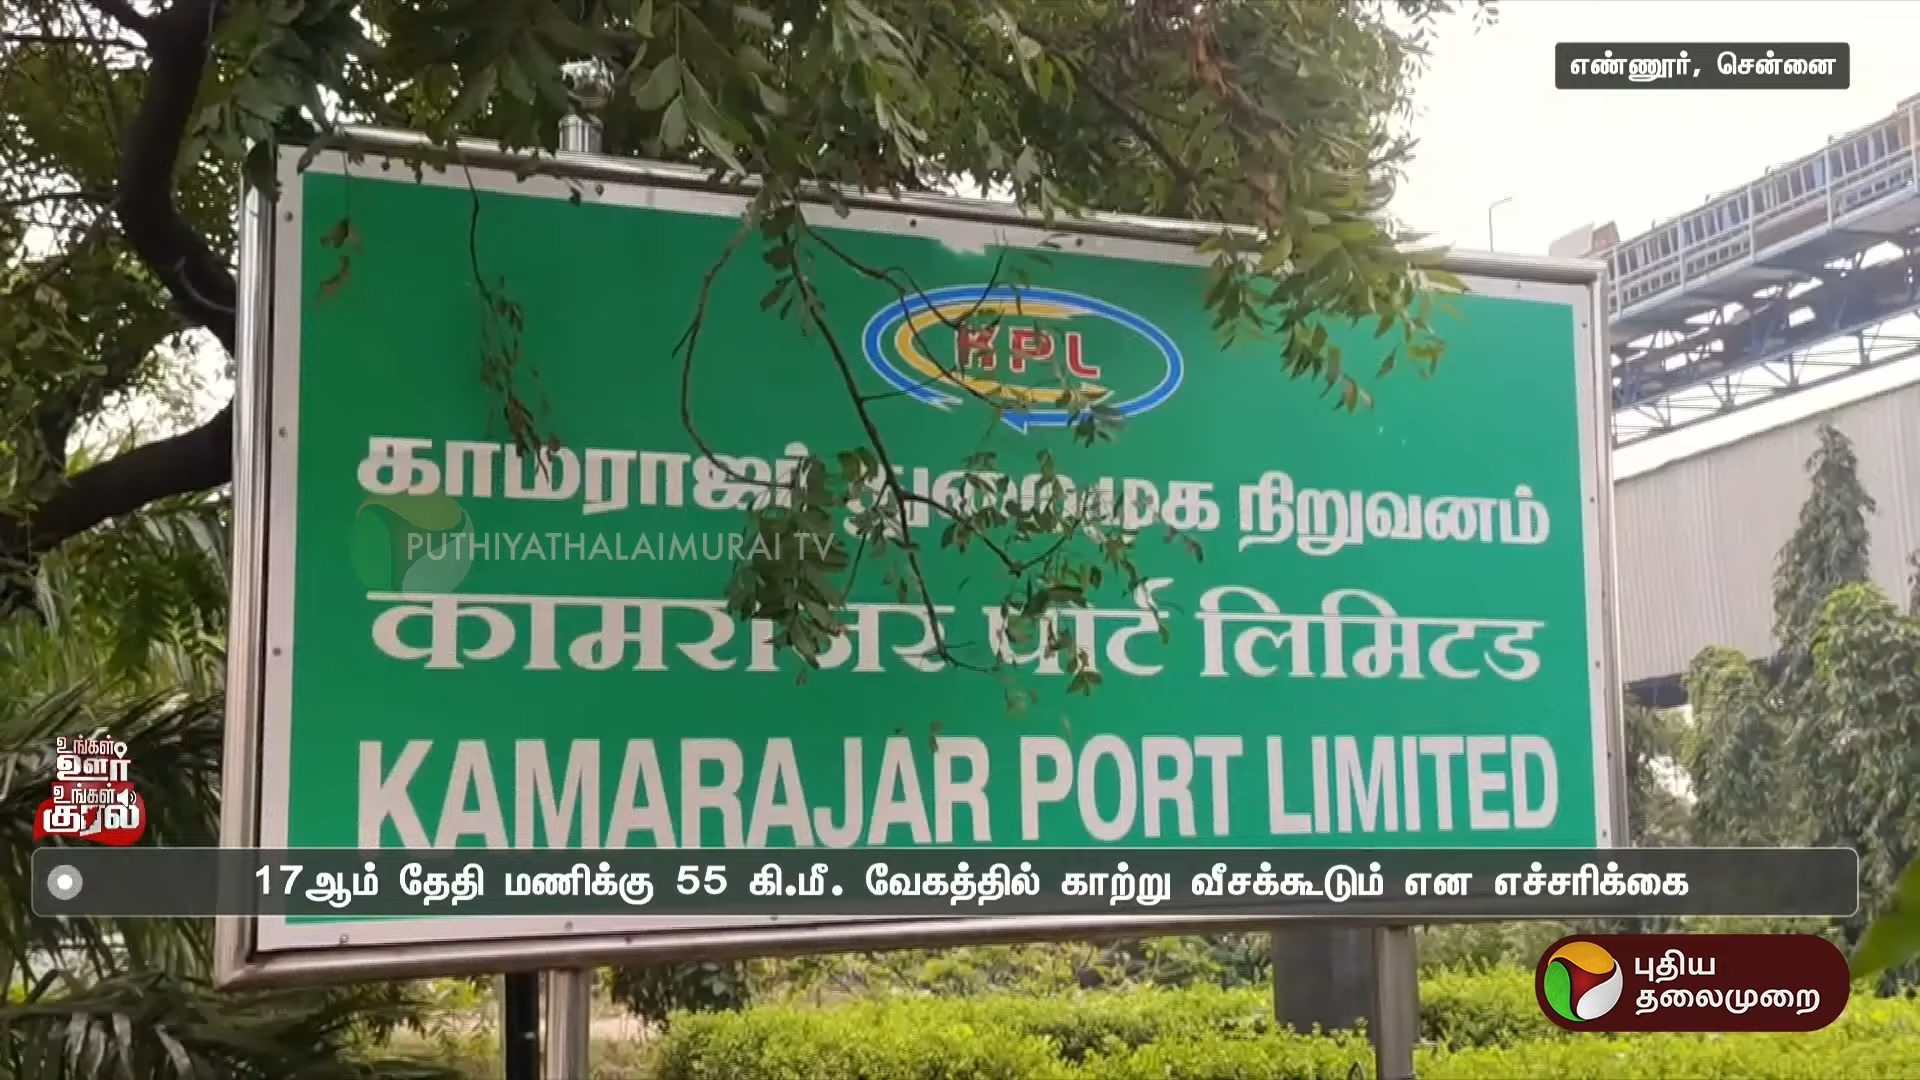 எண்ணூர், சென்னை
KPL
காமராஜர் துறைமுக நிறுவனம்
PUTHIYATHALAIMURAI TV
कामराजर पोर्ट लिमिटेड
KAMARAJAR PORT LIMITED
உங்கள்
ஊர்
உங்கள்
குரல்
17ஆம் தேதி மணிக்கு 55 கி.மீ. வேகத்தில் காற்று வீசக்கூடும் என எச்சரிக்கை
புதிய
தலைமுறை